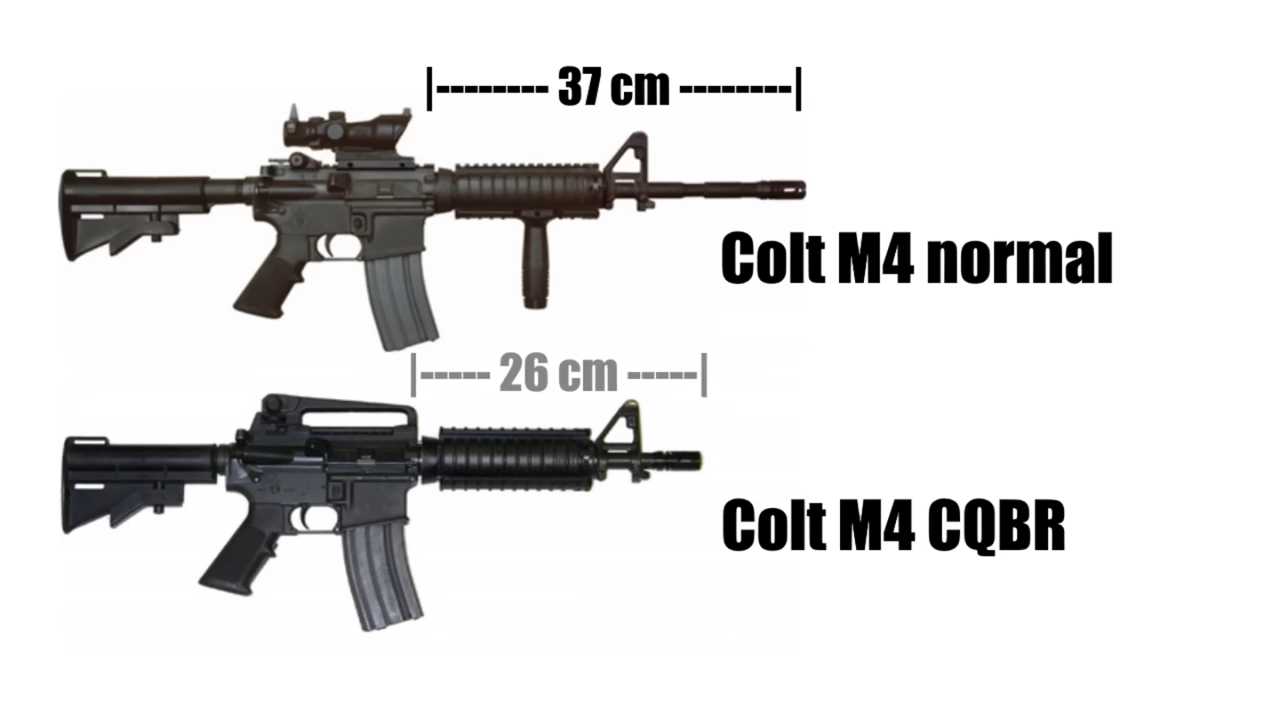 |-------- 37 cm --------|
Colt M4 normal
|----- 26 cm -----|
Colt M4 CQBR